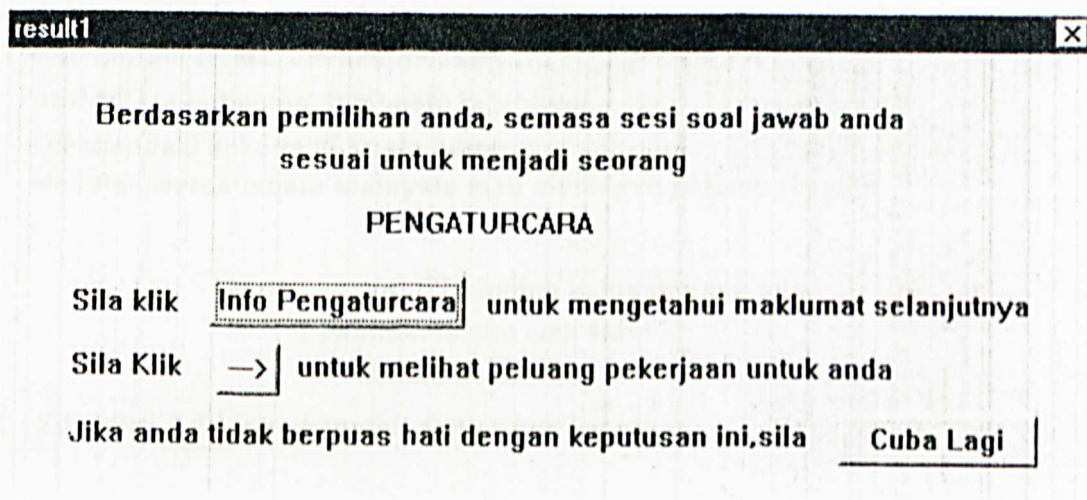 result1
Berdasarkan pemilihan anda, semasa sesi soal jawab anda
sesuai untuk menjadi seorang
PENGATURCARA
Sila klik Info Pengaturcara untuk mengetahui maklumat selanjutnya
Sila Klik —> untuk melihat peluang pekerjaan untuk anda
Jika anda tidak berpuas hati dengan keputusan ini,sila Cuba Lagi